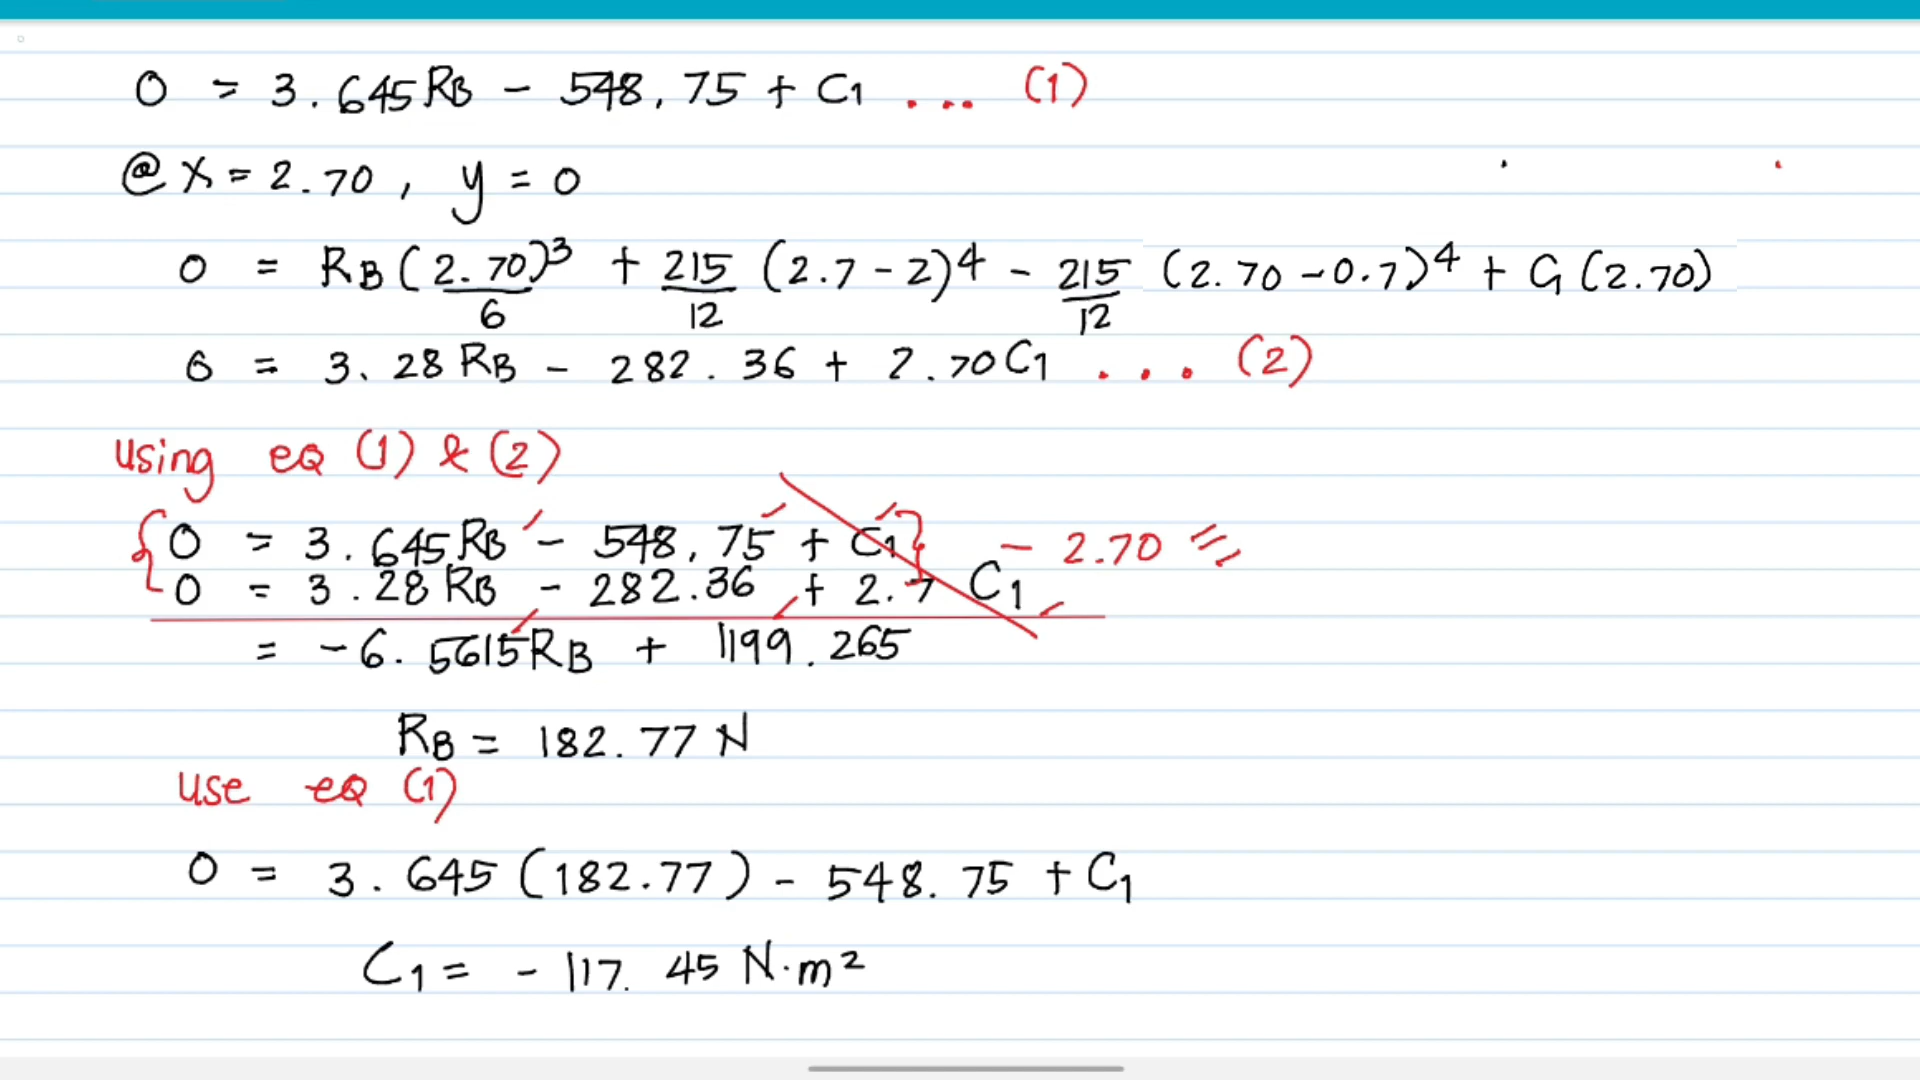 0 = 3.645RB - 548.75 + C1 .... (1)
@ x = 2.70, y = 0
0 = RB (2.70)^3/6 + 215/12 (2.7 - 2)^4 - 215/12 (2.70 - 0.7)^4 + C1 (2.70)
0 = 3.28 RB - 282.36 + 2.70C1 .... (2)
using eq (1) & (2)
{0 = 3.645RB - 548.75 + C1} - 2.70
0 = 3.28 RB - 282.36 + 2.7 C1
= -6.5615RB + 1199.265
RB = 182.77 N
use eq (1)
0 = 3.645 (182.77) - 548.75 + C1
C1 = - 117.45 N·m²